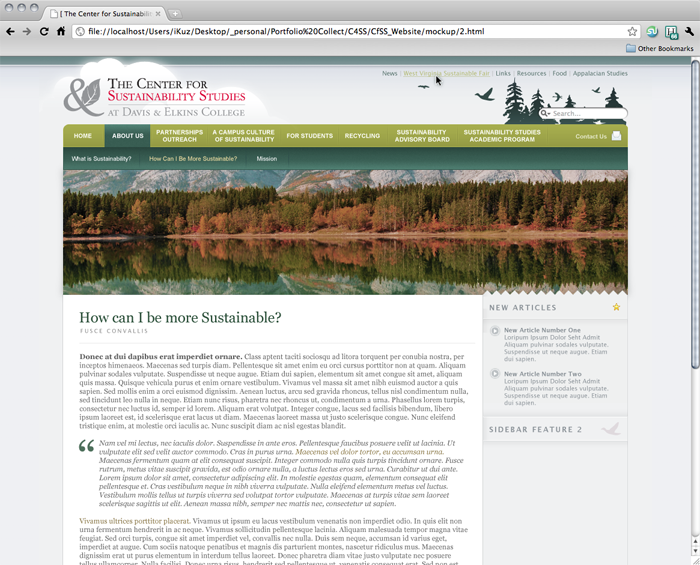 [ The Center for Sustainabili
file://localhost/Users/iKuz/Desktop/_personal/Portfolio%20Collect/C4SS/CfSS_Website/mockup/2.html
Other Bookmarks
News | West Virginia Sustainable Fair | Links | Resources | Food | Appalacian Studies
& THE CENTER FOR
SUSTAINABILITY STUDIES
AT DAVIS & ELKINS COLLEGE
Search...
HOME
ABOUT US
PARTNERSHIPS OUTREACH
A CAMPUS CULTURE OF SUSTAINABILITY
FOR STUDENTS
RECYCLING
SUSTAINABILITY ADVISORY BOARD
SUSTAINABILITY STUDIES ACADEMIC PROGRAM
Contact Us
What is Sustainability?
How Can I Be More Sustainable?
Mission
How can I be more Sustainable?
FUSCE CONVALLIS
Donec at dui dapibus erat imperdiet ornare. Class aptent taciti sociosqu ad litora torquent per conubia nostra, per
inceptos himenaeos. Maecenas sed turpis diam. Pellentesque sit amet enim eu orci cursus porttitor non at quam. Aliquam
pulvinar sodales vulputate. Suspendisse ut neque augue. Etiam dui sapien, elementum sit amet congue sit amet, aliquam
quis massa. Quisque vehicula purus et enim ornare vestibulum. Vivamus vel massa sit amet nibh euismod auctor a quis
sapien. Sed mollis enim a orci euismod dignissim. Aenean luctus, arcu sed gravida rhoncus, tellus nisl condimentum nulla,
sed tincidunt leo nulla in neque. Etiam nunc risus, pharetra nec rhoncus ut, condimentum a urna. Phasellus lorem turpis,
consectetur nec luctus id, semper id lorem. Aliquam erat volutpat. Integer congue, lacus sed facilisis bibendum, libero
ipsum laoreet est, id scelerisque erat lacus ut diam. Maecenas laoreet massa ut justo scelerisque congue. Nunc eleifend
tristique enim, at molestie orci iaculis ac. Nunc suscipit diam ac nisl egestas blandit.
Nam vel mi lectus, nec iaculis dolor. Suspendisse in ante eros. Pellentesque faucibus posuere velit ut lacinia. Ut
vulputate elit sed velit auctor commodo. Cras in purus urna. Maecenas vel dolor tortor, eu accumsan urna.
Maecenas fermentum quam at elit consequat suscipit. Integer commodo nulla quis turpis tincidunt ornare. Fusce
rutrum, metus vitae suscipit gravida, est odio ornare nulla, a luctus lectus eros sed urna. Curabitur ut dui ante.
Lorem ipsum dolor sit amet, consectetur adipiscing elit. In molestie egestas quam, elementum consequat elit
pellentesque et. Cras vestibulum neque in nibh viverra vulputate. Nulla eleifend elementum metus vel luctus.
Vestibulum mollis tellus ut turpis viverra sed volutpat tortor vulputate. Maecenas at turpis vitae sem laoreet
scelerisque sagittis ut elit. Aenean massa nibh, semper nec mattis nec, consectetur ut sapien.
Vivamus ultrices porttitor placerat. Vivamus ut ipsum eu lacus vestibulum venenatis non imperdiet odio. In quis elit non
urna fermentum hendrerit in ac neque. Vivamus sollicitudin pellentesque lacinia. Aliquam malesuada tempor magna vitae
feugiat. Sed orci turpis, congue sit amet imperdiet vel, convallis nec nulla. Duis sem neque, accumsan id varius eget,
imperdiet at augue. Cum sociis natoque penatibus et magnis dis parturient montes, nascetur ridiculus mus. Maecenas
dignissim erat ut purus elementum in interdum tellus laoreet. Donec pharetra diam vitae justo vulputate nec posuere
NEW ARTICLES
New Article Number One
Lorem Ipsum Dolor Seht Admit
Aliquam pulvinar sodales vulputate.
Suspendisse ut neque augue. Etiam
dui sapien
New Article Number Two
Lorem Ipsum Dolor Seht Admit
Aliquam pulvinar sodales vulputate.
Suspendisse ut neque augue. Etiam
dui sapien
SIDEBAR FEATURE 2